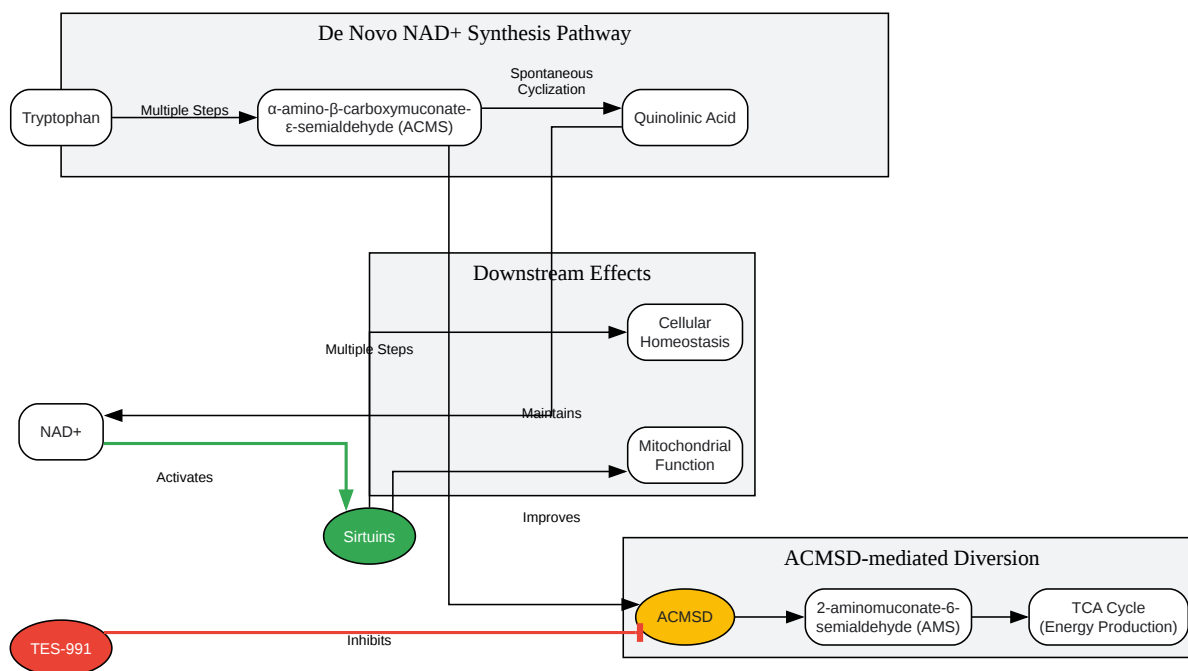 De Novo NAD+ Synthesis Pathway
Spontaneous
Cyclization
Tryptophan
Multiple Steps
α-amino-β-carboxymuconate-
ε-semialdehyde (ACMS)
Quinolinic Acid
Downstream Effects
Cellular
Homeostasis
Multiple Steps
NAD+
Maintains
Mitochondrial
Function
Activates
Improves
Sirtuins
ACMSD-mediated Diversion
ACMSD
2-aminomuconate-6-
semialdehyde (AMS)
TCA Cycle
(Energy Production)
TES-991
Inhibits